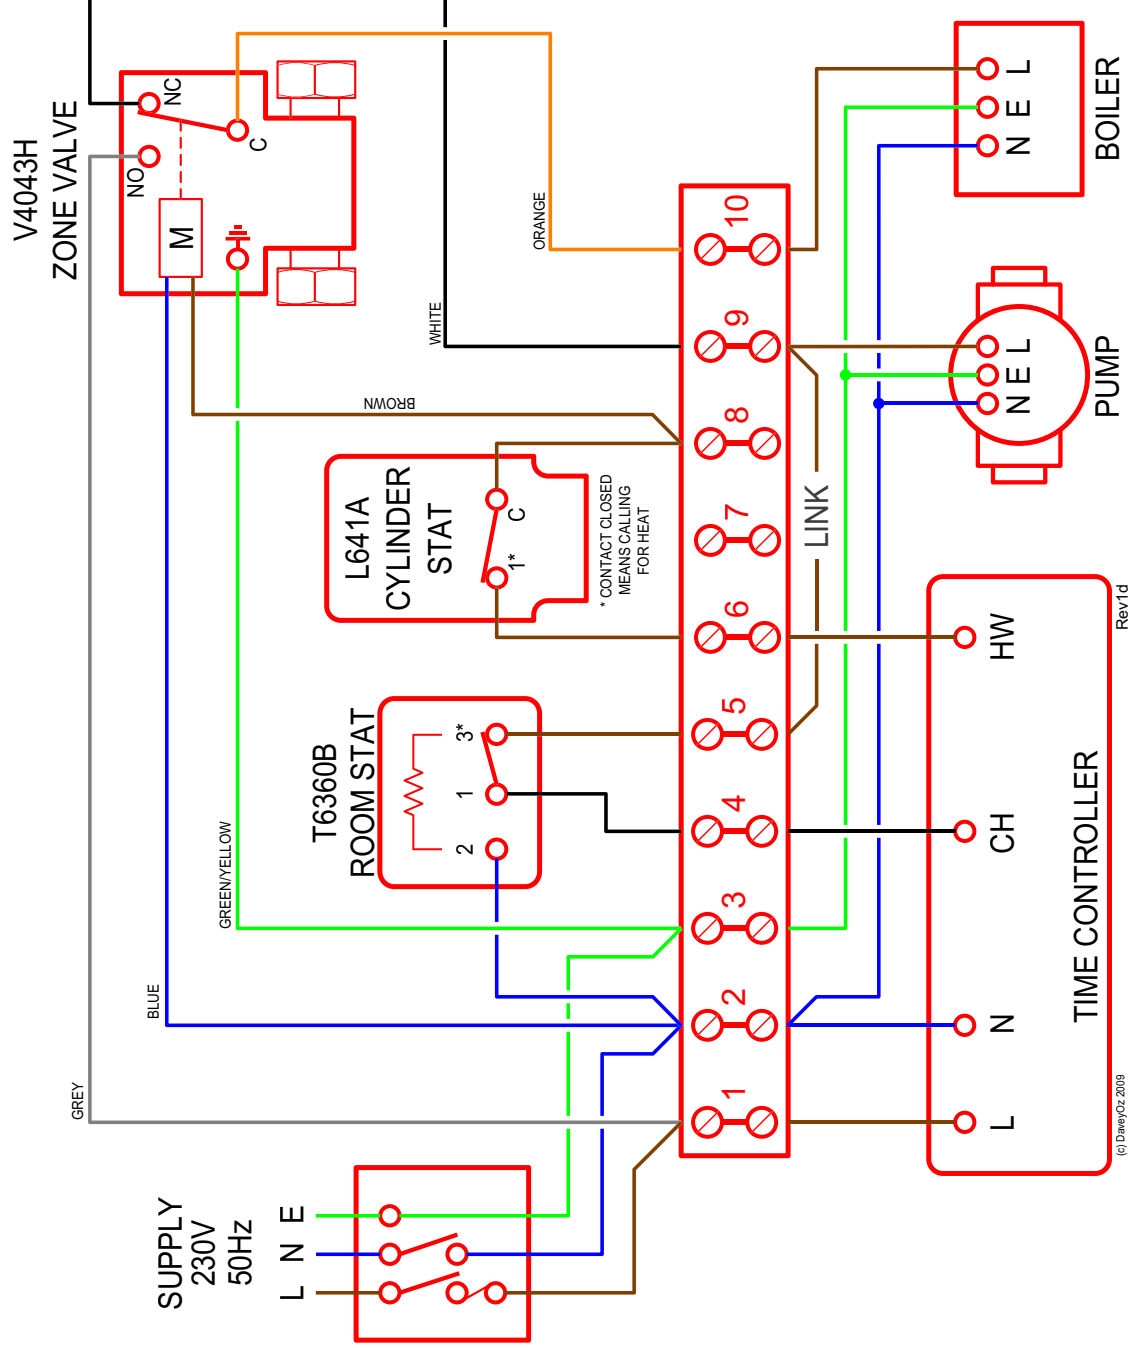 V4043H
ZONE VALVE
NC
NO
C
M
ORANGE
WHITE
BROWN
GREEN/YELLOW
BLUE
GREY
L641A
CYLINDER
STAT
C
1*
* CONTACT CLOSED
MEANS CALLING
FOR HEAT
T6360B
ROOM STAT
3*
1
2
SUPPLY
230V
50Hz
L N E
1 2 3 4 5 6 7 8 9 10
LINK
L
E
N
BOILER
L
E
N
PUMP
HW
CH
N
L
TIME CONTROLLER
Rev1d
(c) DaveyOz 2009